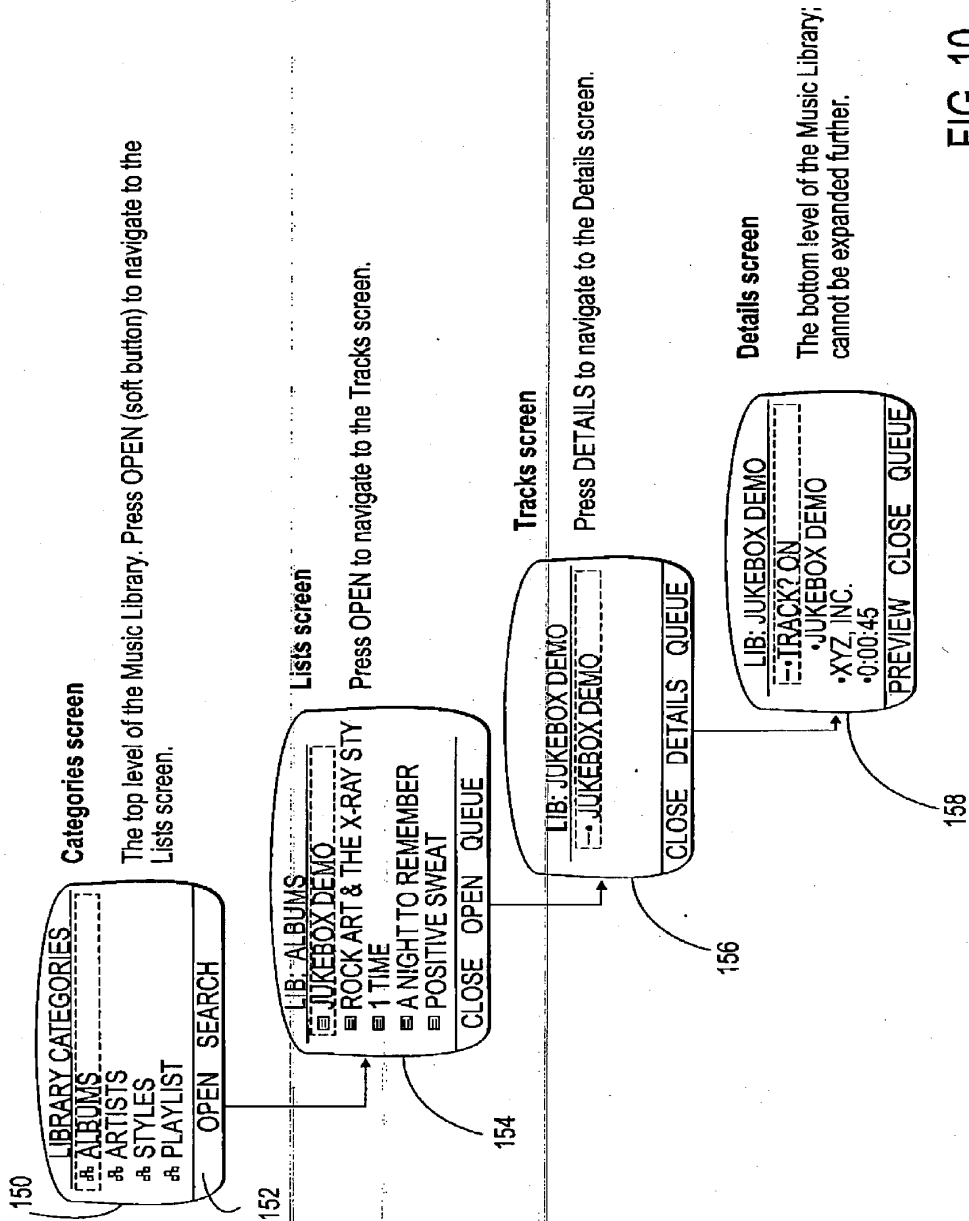 150
LIBRARY CATEGORIES
ALBUMS
ARTISTS
STYLES
PLAYLIST
OPEN SEARCH
152
Categories screen
The top level of the Music Library. Press OPEN (soft button) to navigate to the
Lists screen.
LIB: ALBUMS
JUKEBOX DEMO
ROCK ART & THE X-RAY STY
1 TIME
A NIGHT TO REMEMBER
POSITIVE SWEAT
CLOSE OPEN QUEUE
154
Lists screen
Press OPEN to navigate to the Tracks screen.
LIB: JUKEBOX DEMO
• JUKEBOX DEMO
CLOSE DETAILS QUEUE
156
Tracks screen
Press DETAILS to navigate to the Details screen.
LIB: JUKEBOX DEMO
•TRACK? ON
•JUKEBOX DEMO
•XYZ, INC.
•0:00:45
PREVIEW CLOSE QUEUE
158
Details screen
The bottom level of the Music Library;
cannot be expanded further.
FIG. 10